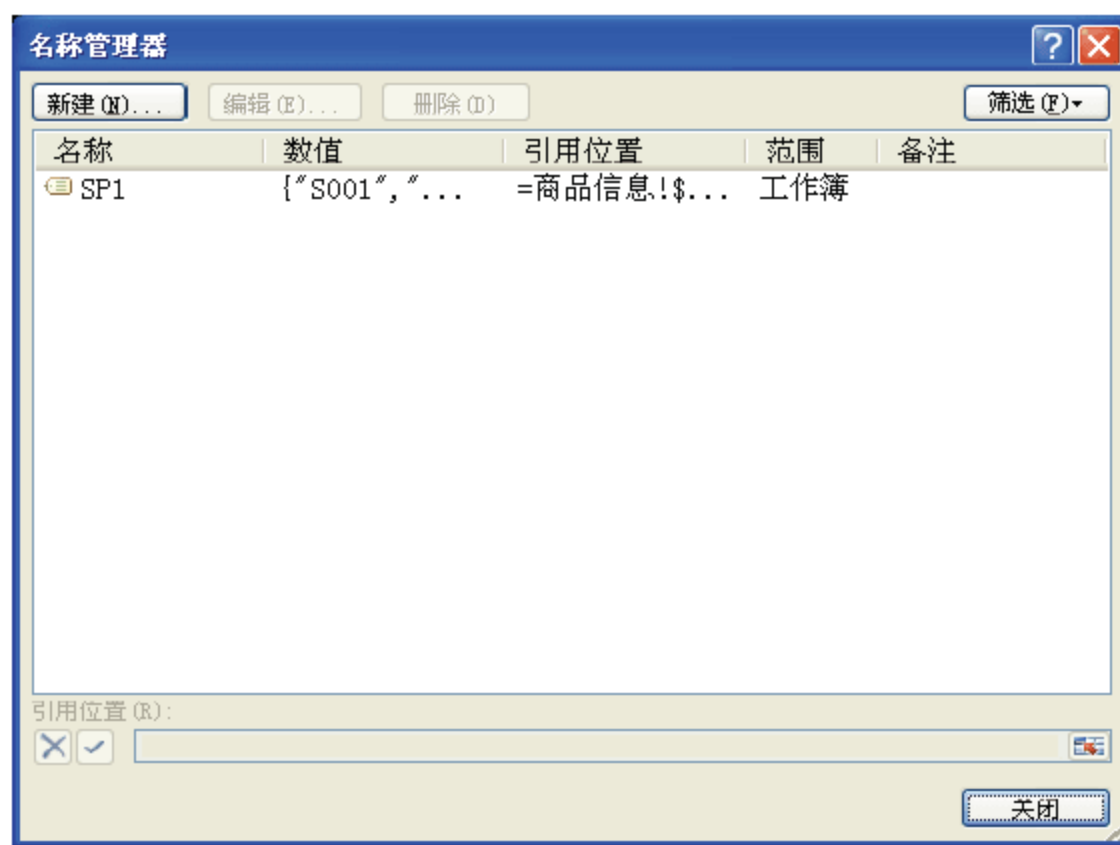 名称管理器
新建(N)... 编辑(E)... 删除(D) 筛选(F)
名称 数值 引用位置 范围 备注
SP1 {"S001","... =商品信息!$... 工作簿
引用位置(R):
关闭